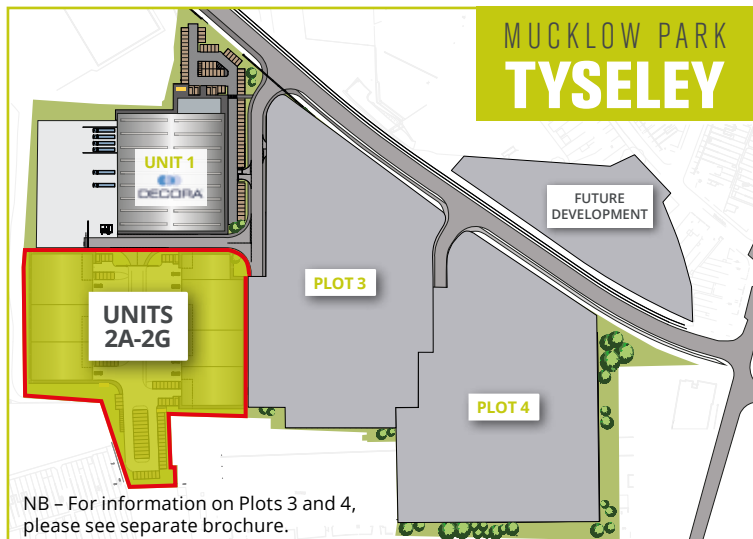 MUCKLOW PARK
TYSELEY
UNIT 1
DECORA
FUTURE
DEVELOPMENT
PLOT 3
UNITS
2A-2G
PLOT 4
NB – For information on Plots 3 and 4,
please see separate brochure.